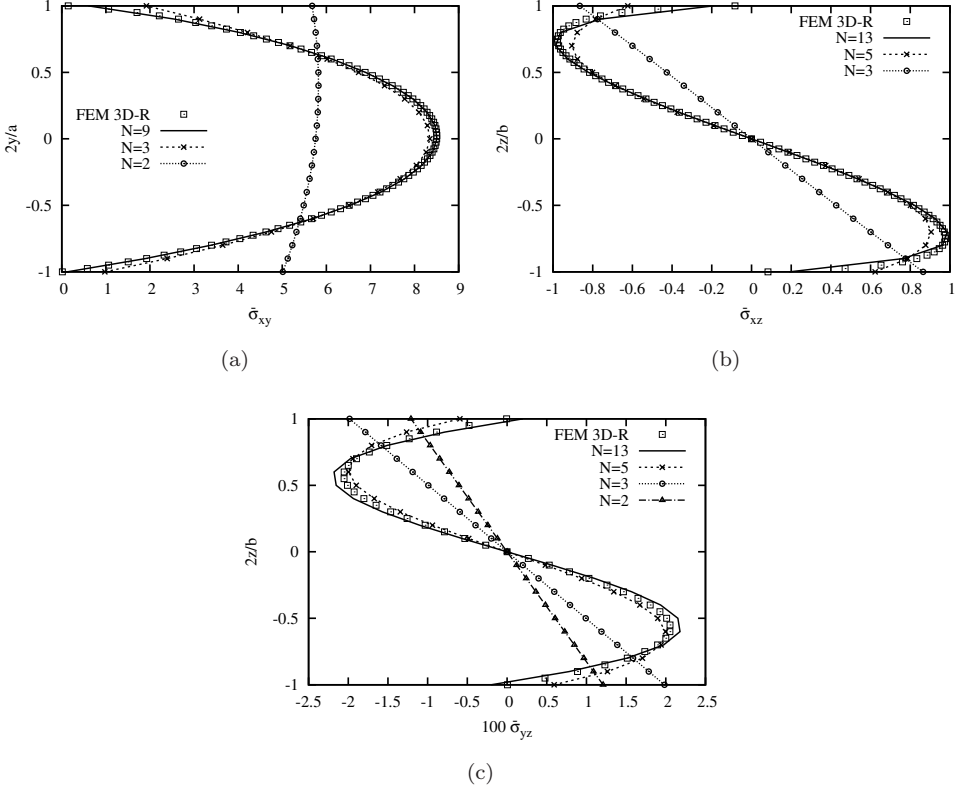 1
0.5
0
-0.5
-1
2y/a
FEM 3D-R
N=9
N=3
N=2
0 1 2 3 4 5 6 7 8 9
σ̄xy
(a)
1
0.5
0
-0.5
-1
2z/b
FEM 3D-R
N=13
N=5
N=3
-1 -0.8 -0.6 -0.4 -0.2 0 0.2 0.4 0.6 0.8 1
σ̄xz
(b)
1
0.5
0
-0.5
-1
2z/b
FEM 3D-R
N=13
N=5
N=3
N=2
-2.5 -2 -1.5 -1 -0.5 0 0.5 1 1.5 2 2.5
100 σ̄yz
(c)